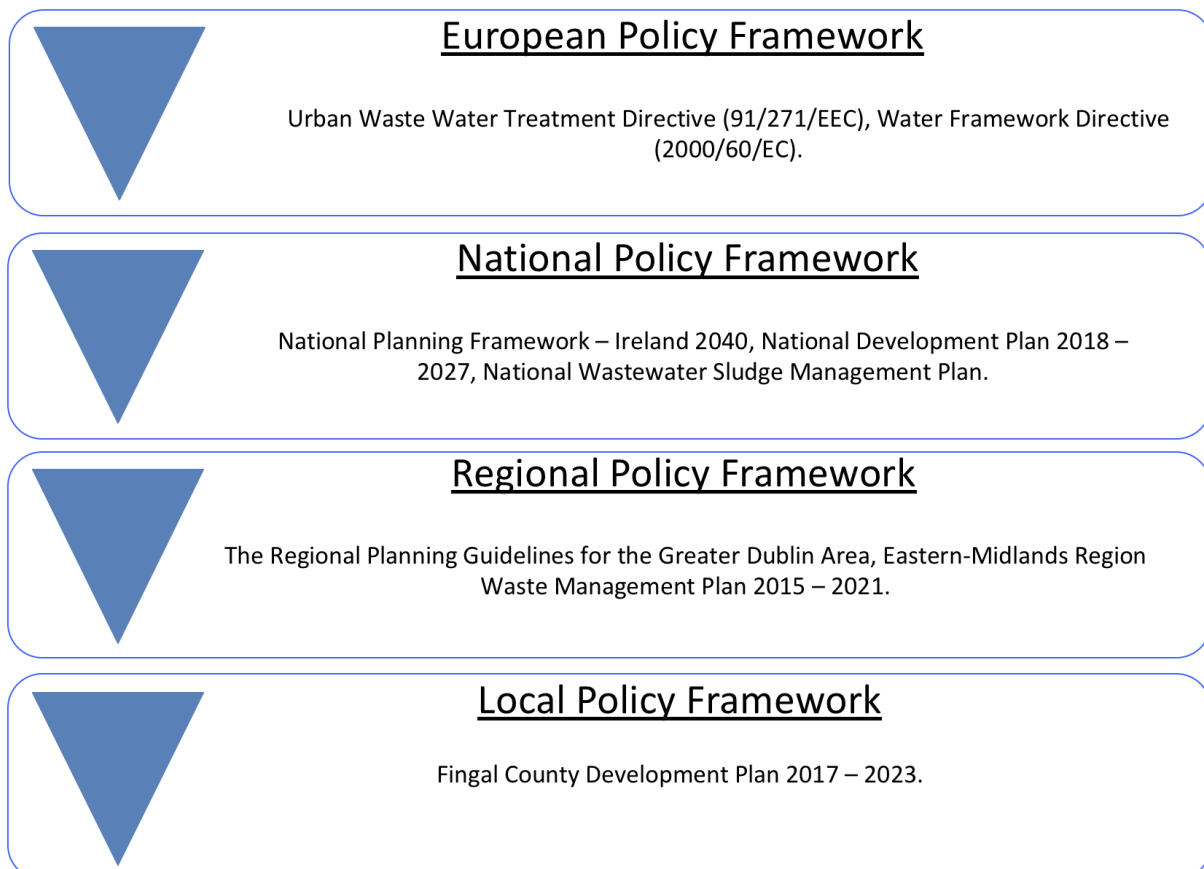 European Policy Framework
Urban Waste Water Treatment Directive (91/271/EEC), Water Framework Directive
(2000/60/EC).
National Policy Framework
National Planning Framework – Ireland 2040, National Development Plan 2018 –
2027, National Wastewater Sludge Management Plan.
Regional Policy Framework
The Regional Planning Guidelines for the Greater Dublin Area, Eastern-Midlands Region
Waste Management Plan 2015 – 2021.
Local Policy Framework
Fingal County Development Plan 2017 – 2023.